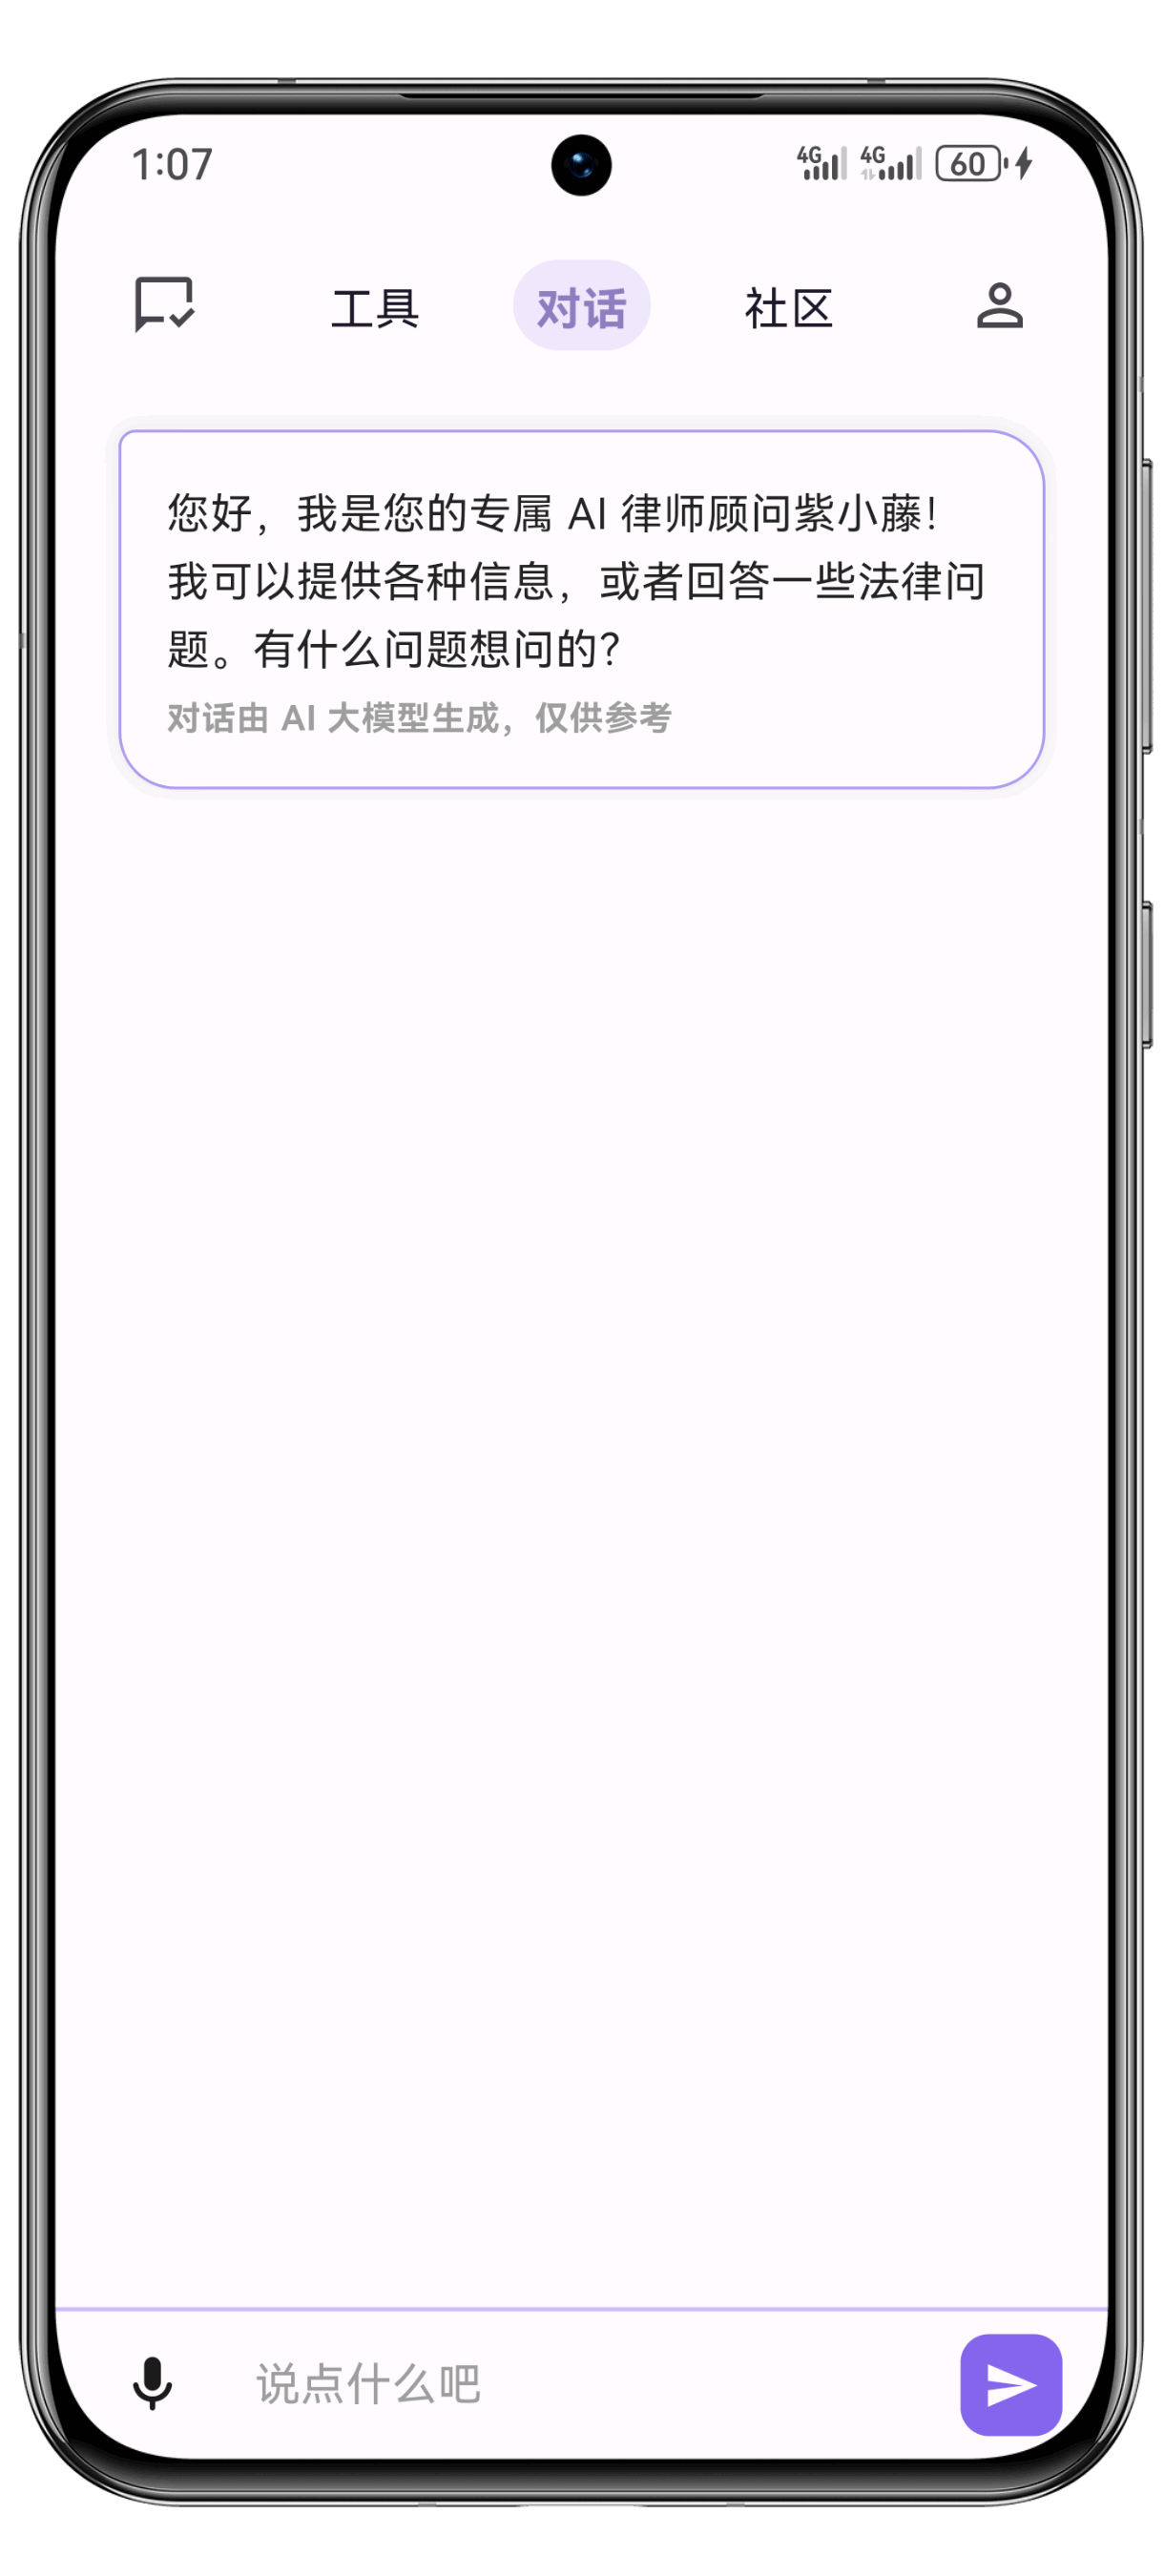 1:07 4G 4G 60
工具 对话 社区
您好，我是您的专属 AI 律师顾问紫小藤！
我可以提供各种信息，或者回答一些法律问
题。有什么问题想问的？
对话由 AI 大模型生成，仅供参考
说点什么吧